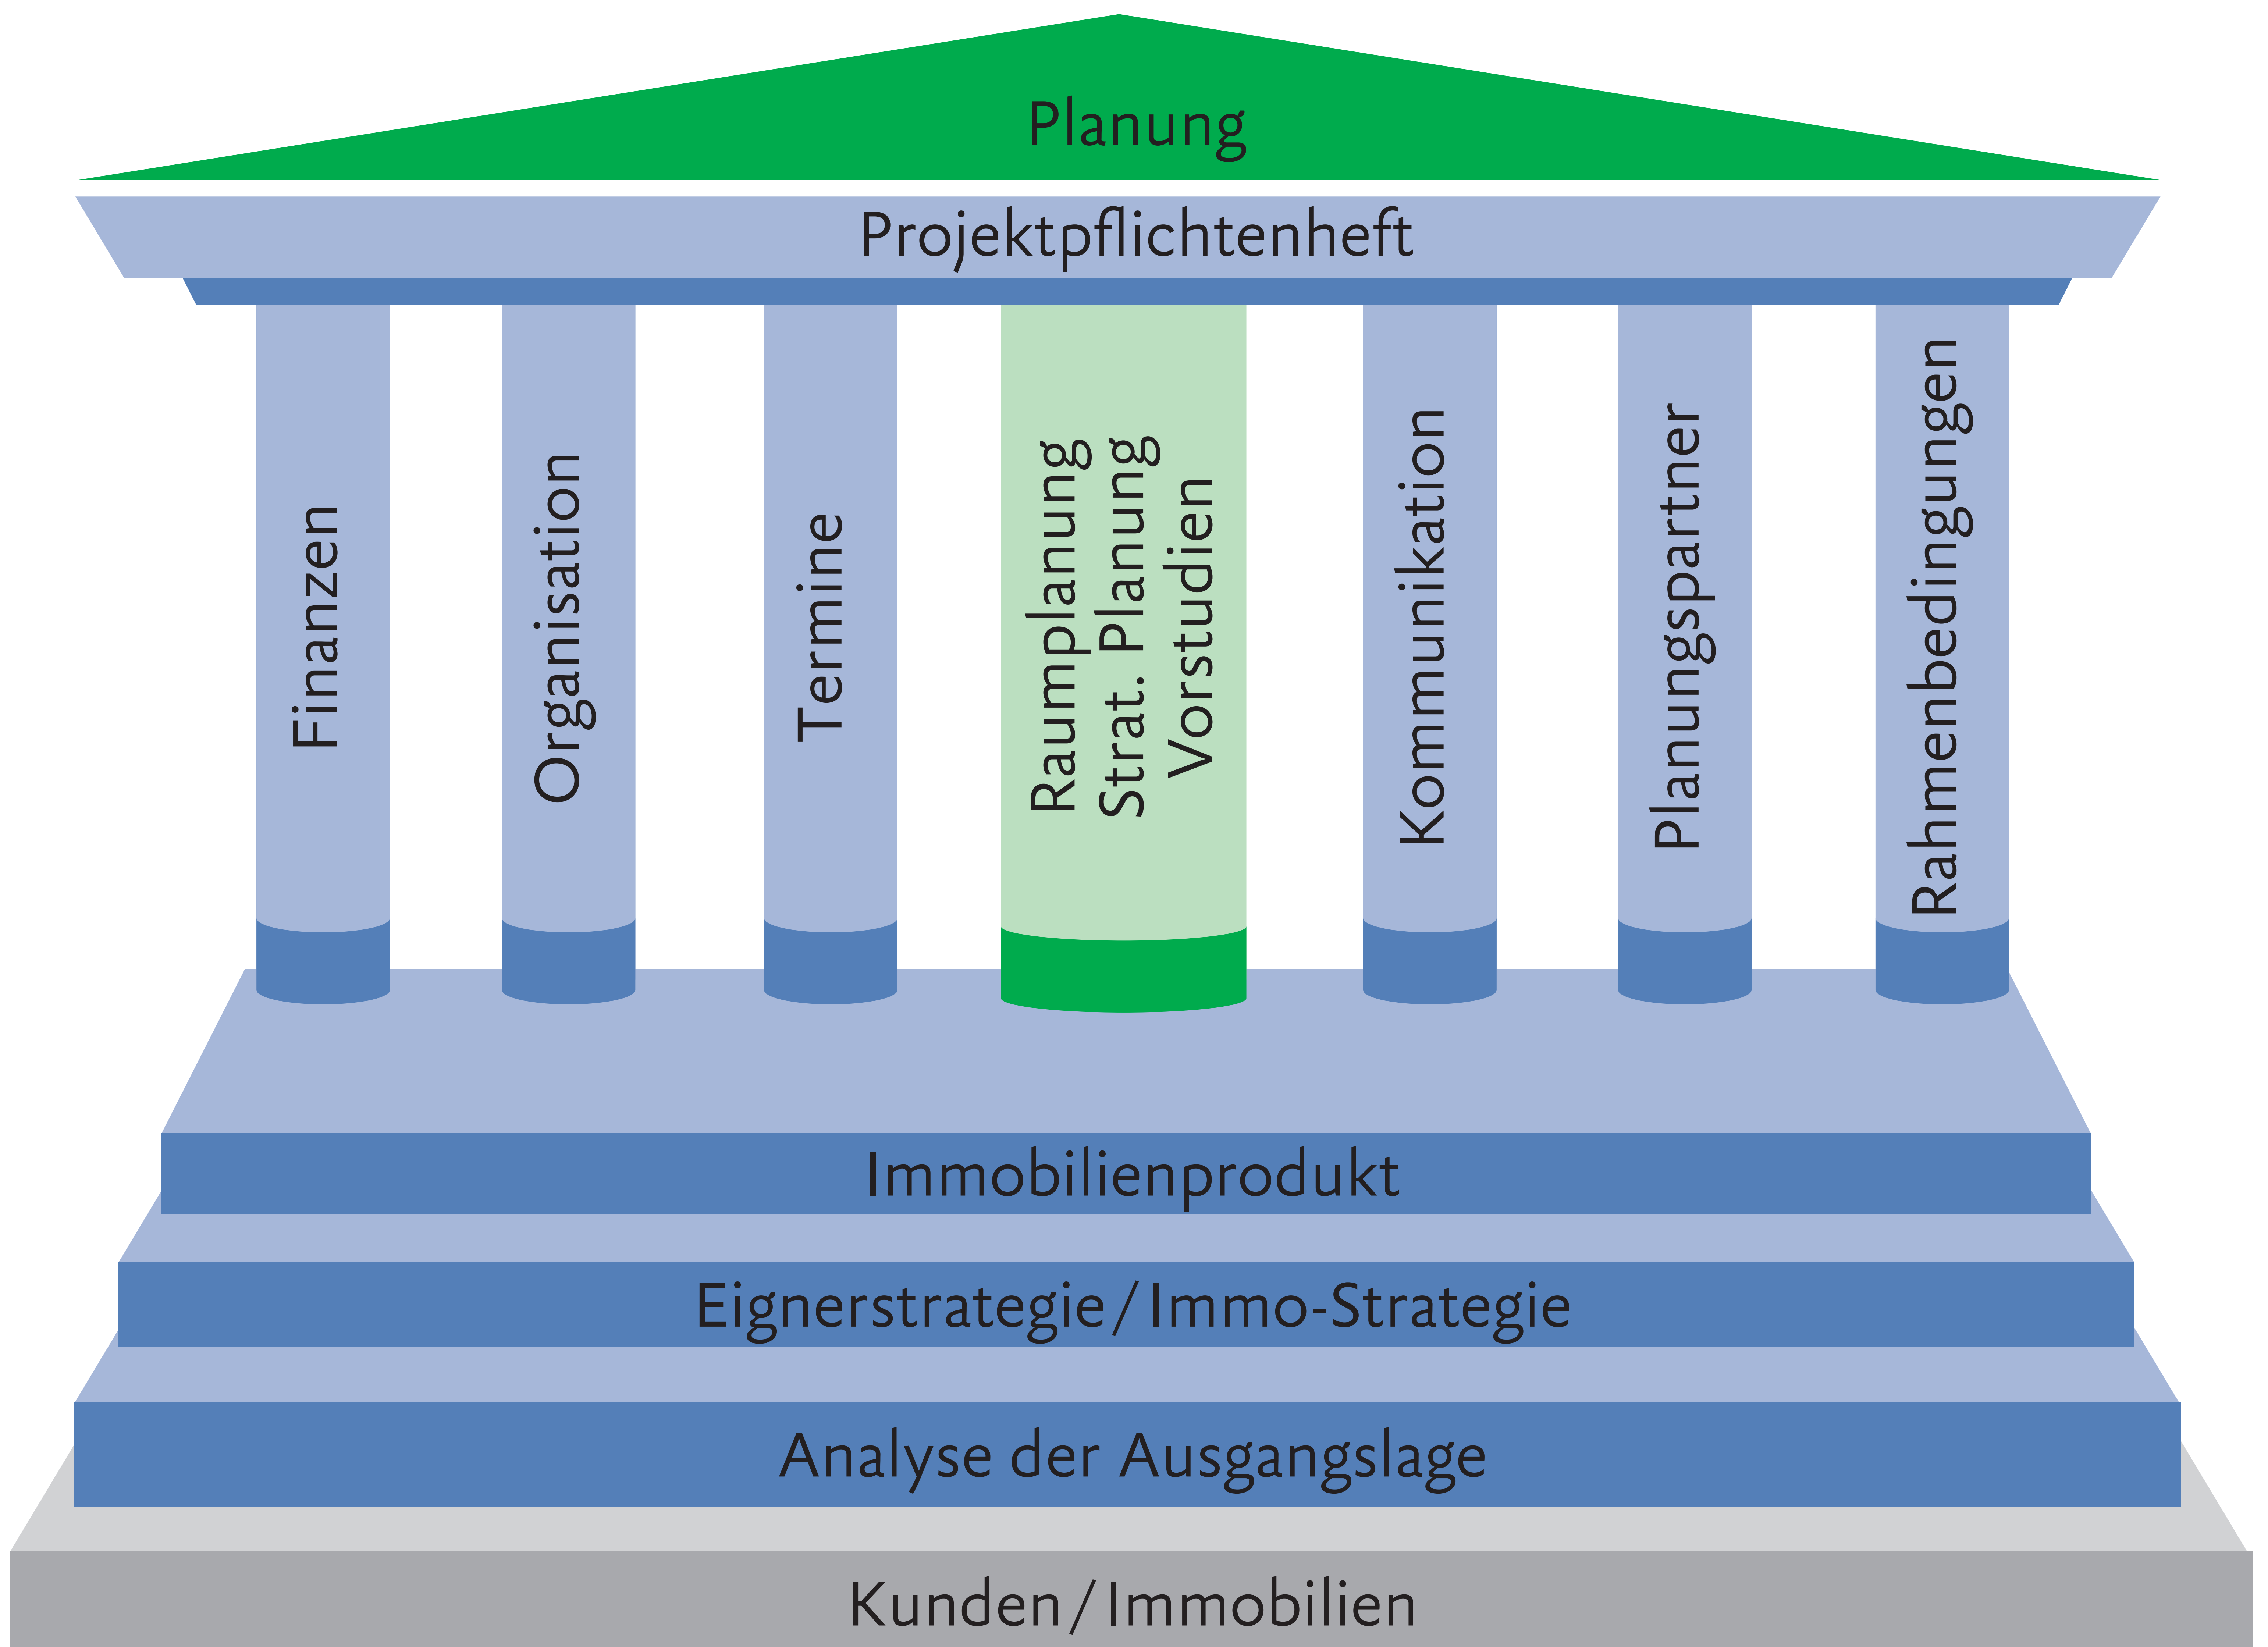 Planung
Projektpflichtenheft
Finanzen
Organisation
Termine
Raumplanung
Strat. Planung
Vorstudien
Kommunikation
Planungspartner
Rahmenbedingungen
Immobilienprodukt
Eignerstrategie/Immo-Strategie
Analyse der Ausgangslage
Kunden/Immobilien